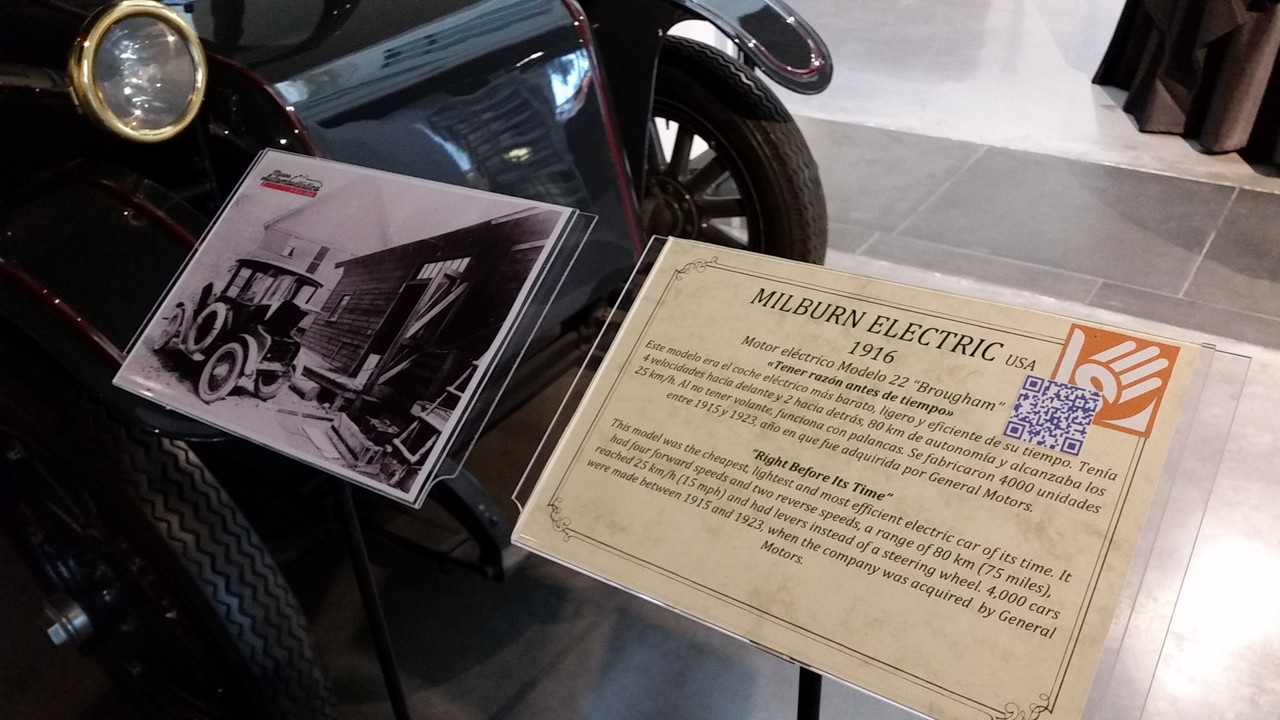 Museo Automovilístico
MILBURN ELECTRIC USA
1916
Motor eléctrico Modelo 22 "Brougham"
«Tener razón antes de tiempo»
Este modelo era el coche eléctrico más barato, ligero y eficiente de su tiempo. Tenía
4 velocidades hacia delante y 2 hacia detrás, 80 km de autonomía y alcanzaba los
25 km/h. Al no tener volante, funciona con palancas. Se fabricaron 4000 unidades
entre 1915 y 1923, año en que fue adquirida por General Motors.
"Right Before Its Time"
This model was the cheapest, lightest and most efficient electric car of its time. It
had four forward speeds and two reverse speeds, a range of 80 km (75 miles),
reached 25 km/h (15 mph) and had levers instead of a steering wheel. 4,000 cars
were made between 1915 and 1923, when the company was acquired by General
Motors.